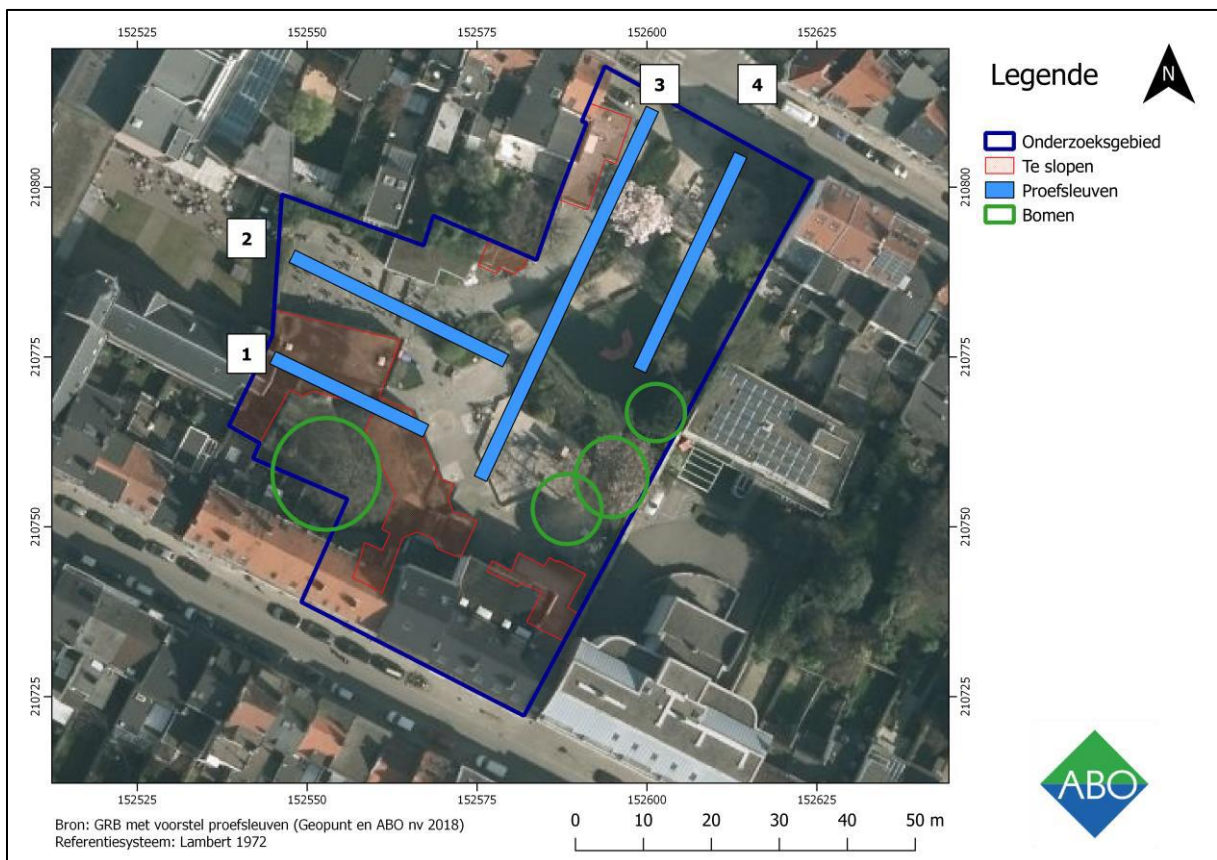 152525 152550 152575 152600 152625
3 4
Legende
N
Onderzoeksgebied
Te slopen
Proefsleuven
Bomen
210800 210800
2
210775 210775
1
210750 210750
210725 210725
ABO
152525 152550 152575 152600 152625
Bron: GRB met voorstel proefsleuven (Geopunt en ABO nv 2018)
Referentiesysteem: Lambert 1972
0 10 20 30 40 50 m